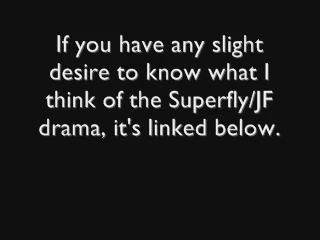 If you have any slight
desire to know what I
think of the Superfly/JF
drama, it's linked below.